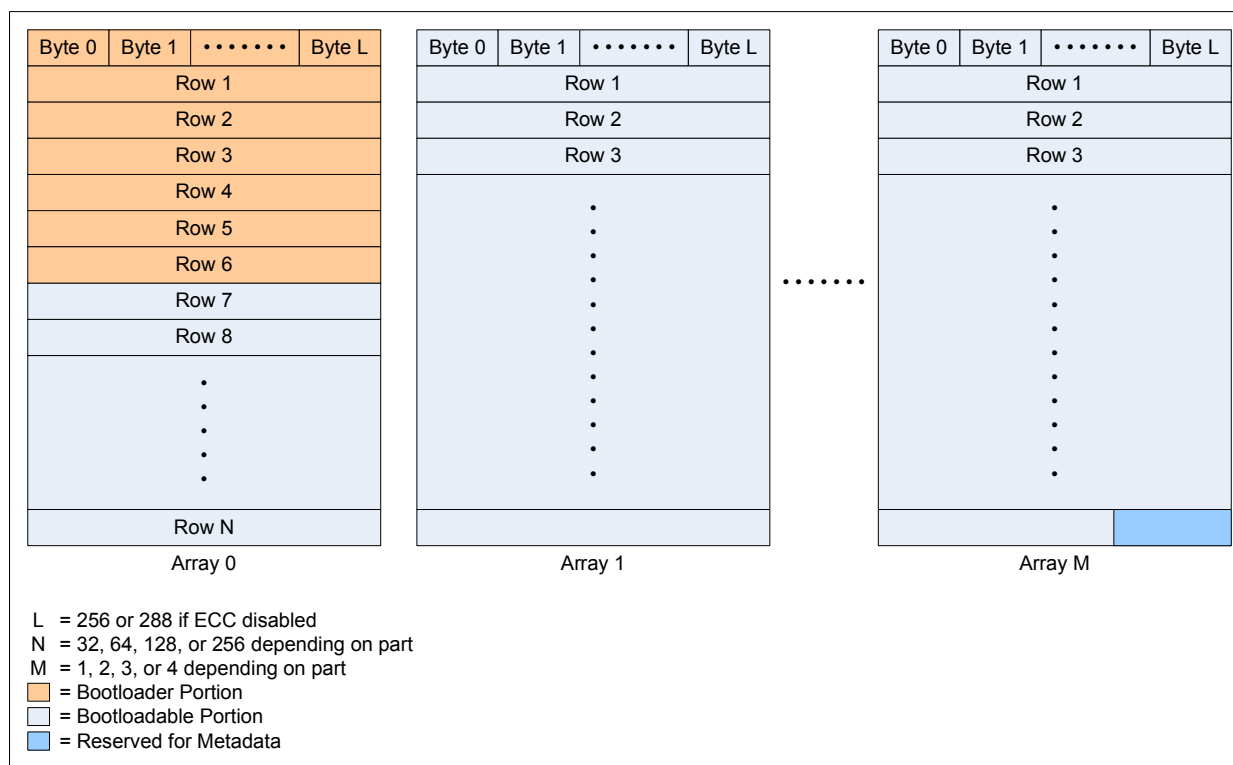 Byte 0 Byte 1 ······· Byte L
Row 1
Row 2
Row 3
Row 4
Row 5
Row 6
Row 7
Row 8
Row N
Array 0
Byte 0 Byte 1 ······· Byte L
Row 1
Row 2
Row 3
Array 1
Byte 0 Byte 1 ······· Byte L
Row 1
Row 2
Row 3
Array M
L = 256 or 288 if ECC disabled
N = 32, 64, 128, or 256 depending on part
M = 1, 2, 3, or 4 depending on part
= Bootloader Portion
= Bootloadable Portion
= Reserved for Metadata